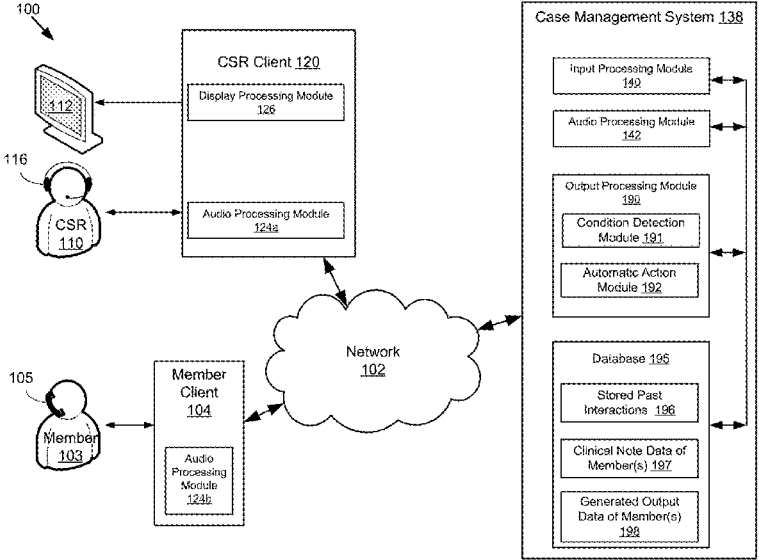 100
112
116
CSR
110
CSR Client 120
Display Processing Module
126
Audio Processing Module
124a
105
Member
103
Member
Client
104
Audio
Processing
Module
124b
Network
102
Case Management System 138
Input Processing Module
140
Audio Processing Module
142
Output Processing Module
190
Condition Detection
Module 191
Automatic Action
Module 192
Database 195
Stored Past
Interactions 196
Clinical Note Data of
Member(s) 197
Generated Output
Data of Member(s)
198